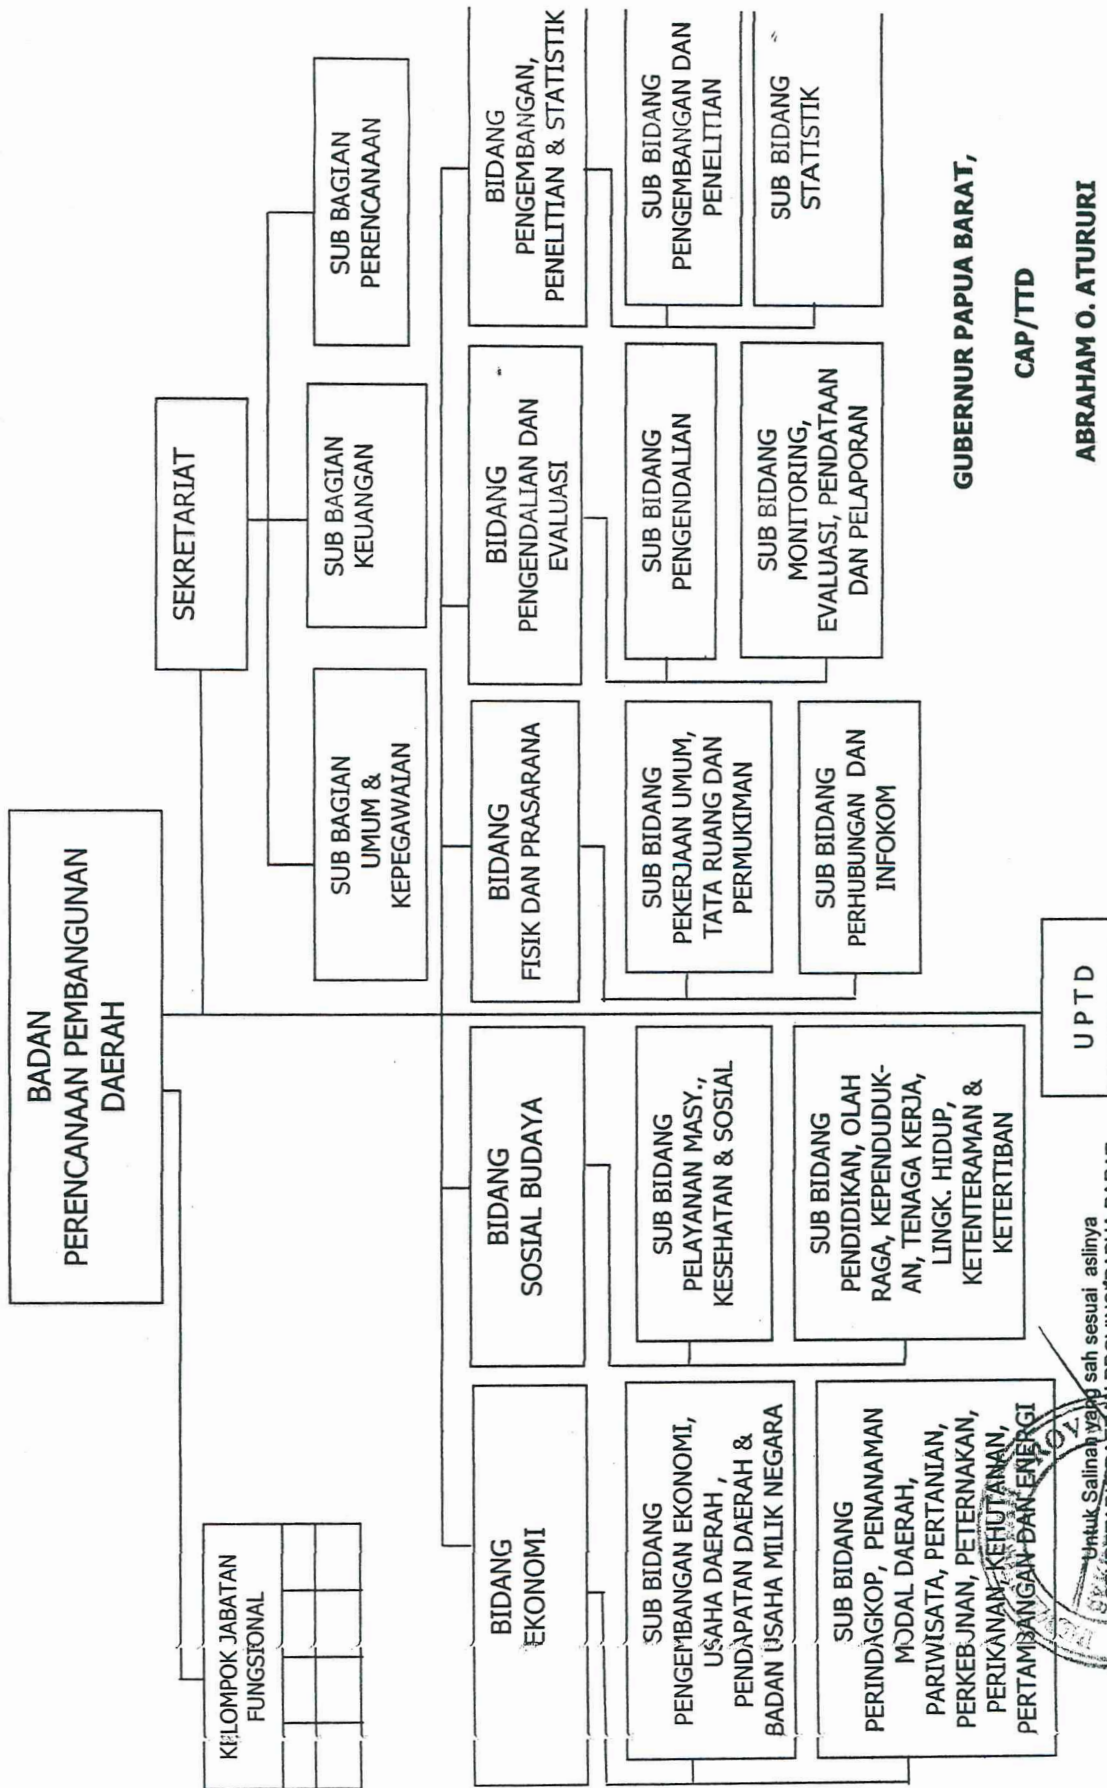 BADAN
PERENCANAAN PEMBANGUNAN
DAERAH
KELOMPOK JABATAN
FUNGSIONAL
SEKRETARIAT
SUB BAGIAN
UMUM &
KEPEGAWAIAN
SUB BAGIAN
KEUANGAN
SUB BAGIAN
PERENCANAAN
BIDANG
EKONOMI
BIDANG
SOSIAL BUDAYA
BIDANG
FISIK DAN PRASARANA
BIDANG
PENGENDALIAN DAN
EVALUASI
BIDANG
PENGEMBANGAN,
PENELITIAN & STATISTIK
SUB BIDANG
PENGEMBANGAN EKONOMI,
USAHA DAERAH ,
PENDAPATAN DAERAH &
BADAN USAHA MILIK NEGARA
SUB BIDANG
PELAYANAN MASY.,
KESEHATAN & SOSIAL
SUB BIDANG
PEKERJAAN UMUM,
TATA RUANG DAN
PERMUKIMAN
SUB BIDANG
PENGENDALIAN
SUB BIDANG
PENGEMBANGAN DAN
PENELITIAN
SUB BIDANG
PERINDAGKOP, PENANAMAN
MODAL DAERAH,
PARIWISATA, PERTANIAN,
PERKEBUNAN, PETERNAKAN,
PERIKANAN, KEHUTANAN,
PERTAMBANGAN DAN ENERGI
SUB BIDANG
PENDIDIKAN, OLAH
RAGA, KEPENDUDUK-
AN, TENAGA KERJA,
LINGK. HIDUP,
KETENTERAMAN &
KETERTIBAN
SUB BIDANG
PERHUBUNGAN DAN
INFOKOM
SUB BIDANG
MONITORING,
EVALUASI, PENDATAAN
DAN PELAPORAN
SUB BIDANG
STATISTIK
U P T D
GUBERNUR PAPUA BARAT,
CAP/TTD
ABRAHAM O. ATURURI
Untuk Salinan yang sah sesuai aslinya